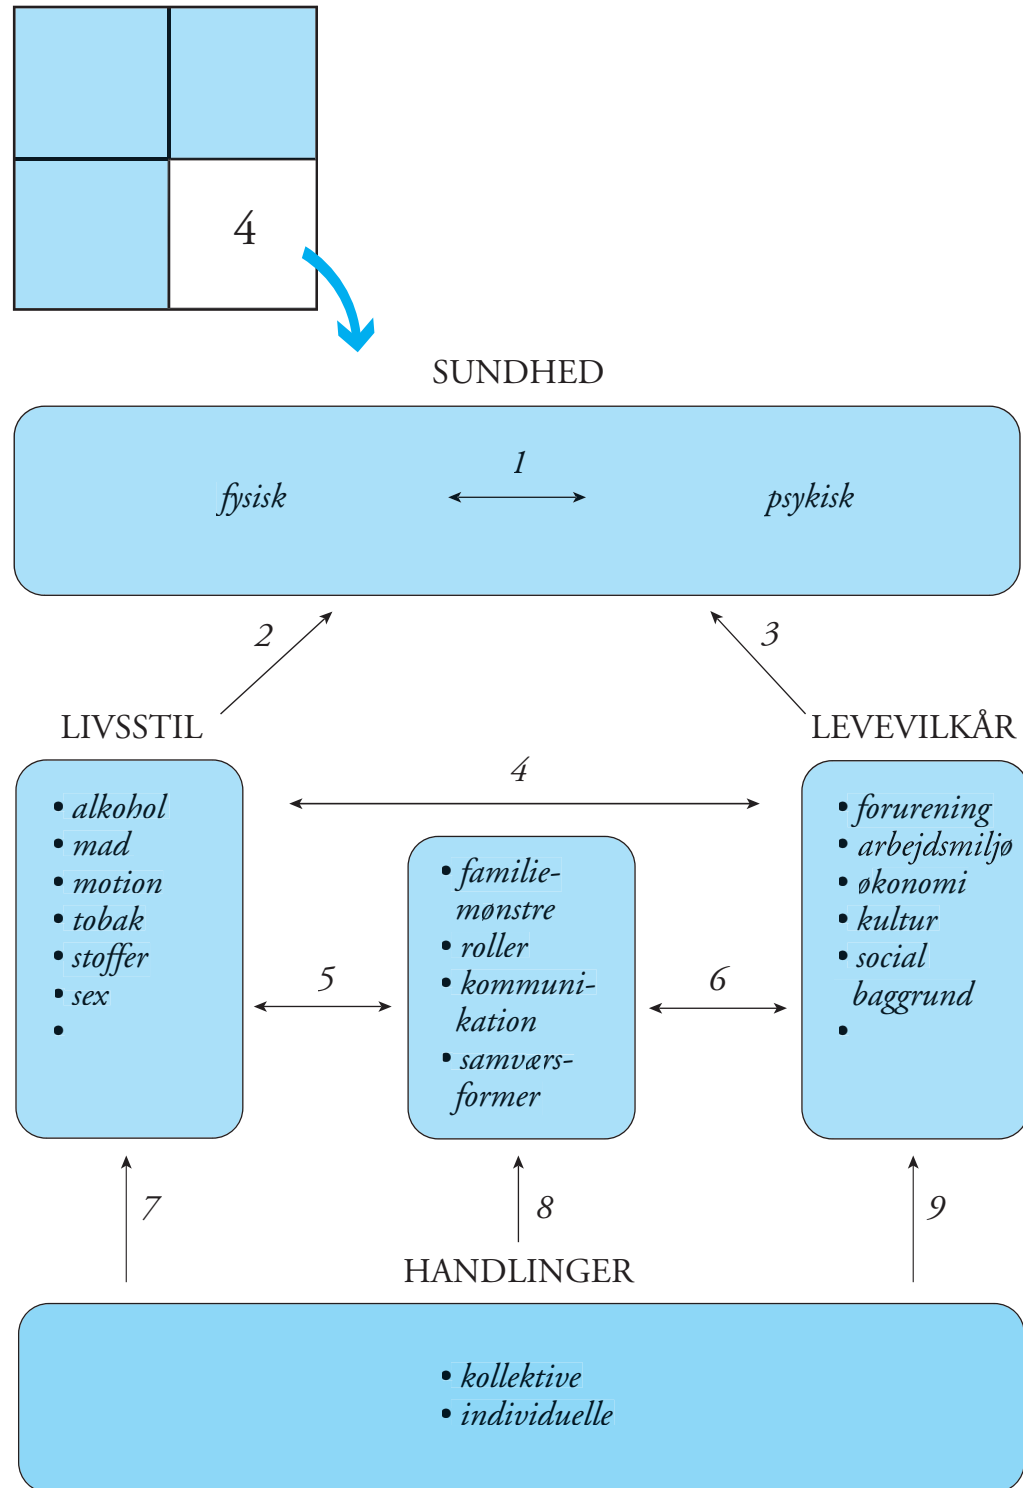 4
SUNDHED
1
fysisk
psykisk
2
3
LIVSSTIL
LEVEVILKÅR
4
• alkohol
• mad
• motion
• tobak
• stoffer
• sex
•
• familie-
mønstre
• roller
• kommuni-
kation
• samværs-
former
• forurening
• arbejdsmiljø
• økonomi
• kultur
• social
baggrund
•
5
6
7
8
9
HANDLINGER
• kollektive
• individuelle